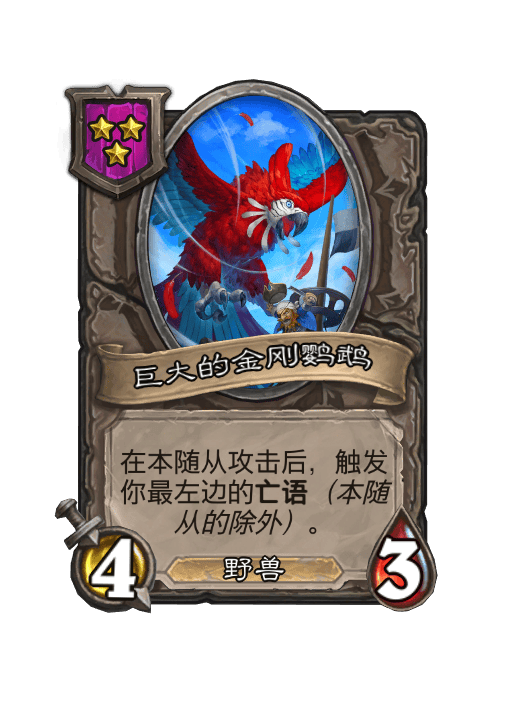 巨大的金刚鹦鹉
在本随从攻击后，触发
你最左边的亡语（本随
从的除外）。
4
野兽
3